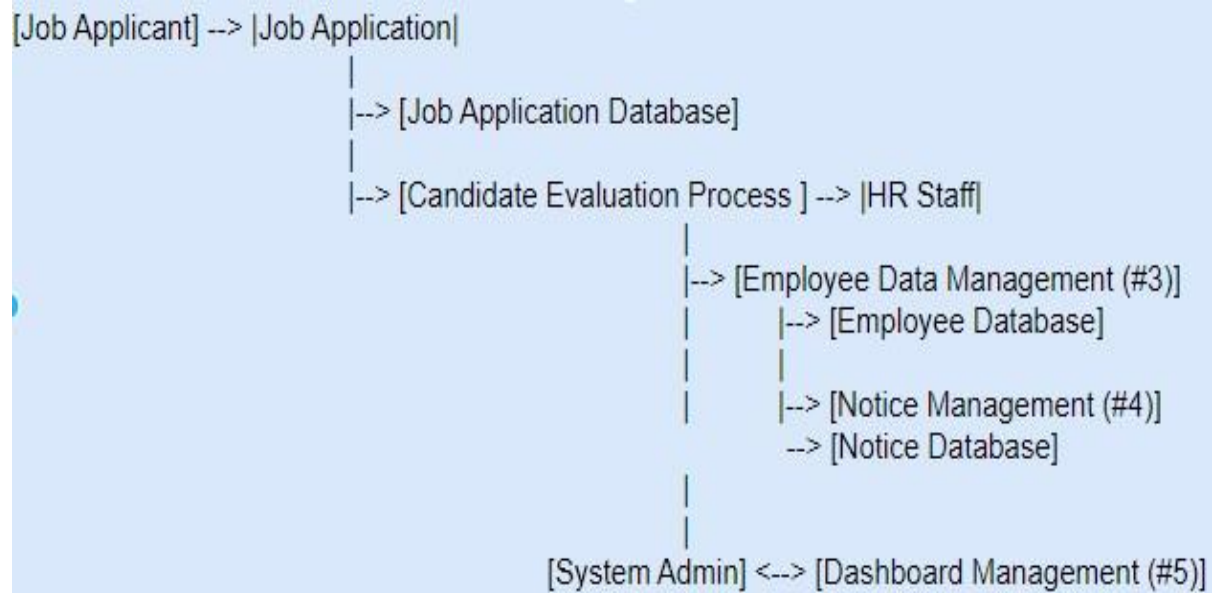 [Job Applicant] --> |Job Application|
|
|--> [Job Application Database]
|
|--> [Candidate Evaluation Process ] --> |HR Staff|
|
|--> [Employee Data Management (#3)]
| |--> [Employee Database]
| |
| |--> [Notice Management (#4)]
--> [Notice Database]
|
|
[System Admin] <--> [Dashboard Management (#5)]